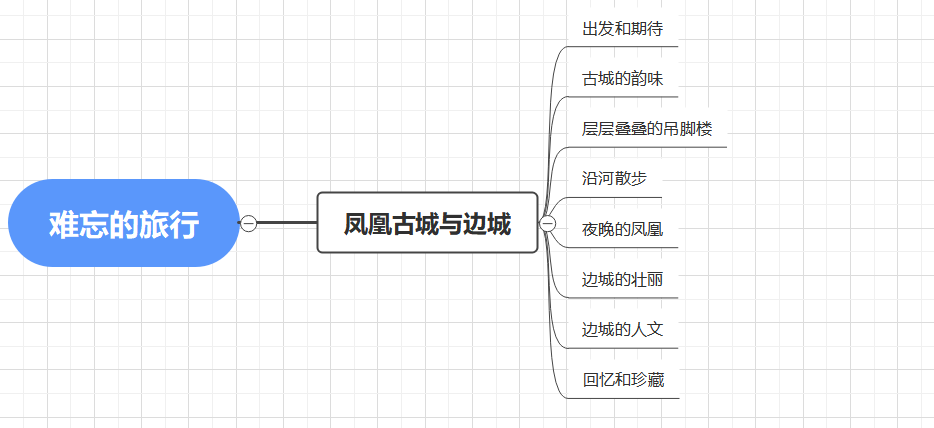 难忘的旅行
凤凰古城与边城
出发和期待
古城的韵味
层层叠叠的吊脚楼
沿河散步
夜晚的凤凰
边城的壮丽
边城的人文
回忆和珍藏